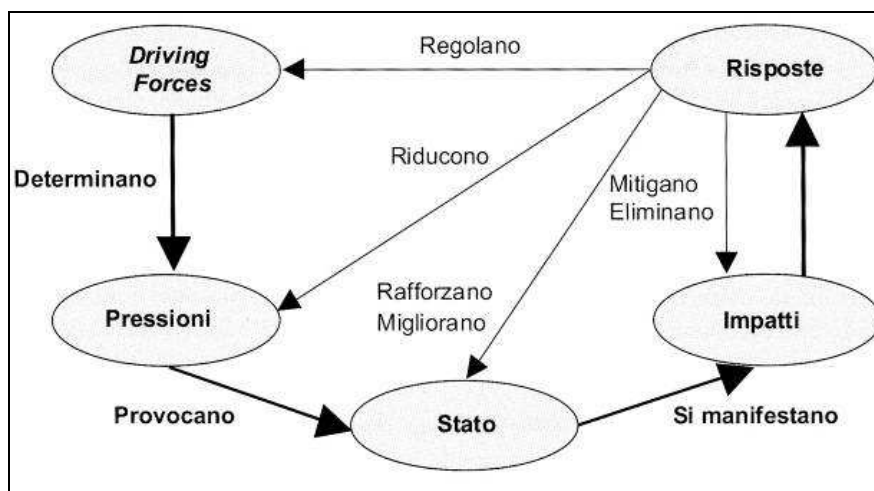 Driving
Forces
Regolano
Risposte
Determinano
Riducono
Mitigano
Eliminano
Pressioni
Rafforzano
Migliorano
Impatti
Provocano
Stato
Si manifestano